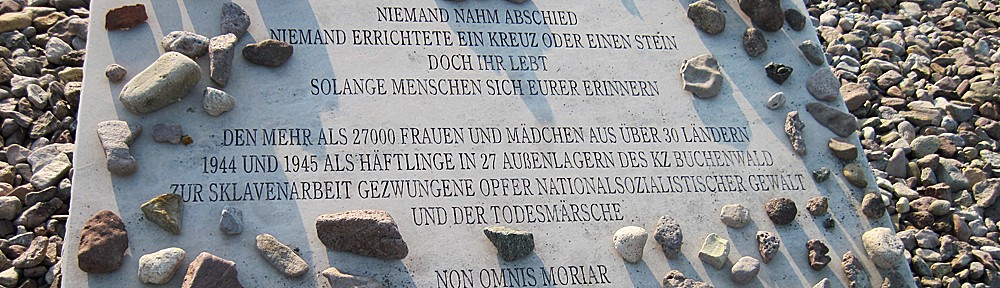 NIEMAND NAHM ABSCHIED
NIEMAND ERRICHTETE EIN KREUZ ODER EINEN STEIN
DOCH IHR LEBT
SOLANGE MENSCHEN SICH EURER ERINNERN
DEN MEHR ALS 27000 FRAUEN UND MÄDCHEN AUS ÜBER 30 LÄNDERN
1944 UND 1945 ALS HÄFTLINGE IN 27 AUßENLAGERN DES KZ BUCHENWALD
ZUR SKLAVENARBEIT GEZWUNGENE OPFER NATIONALSOZIALISTISCHER GEWALT
UND DER TODESMÄRSCHE
NON OMNIS MORIAR